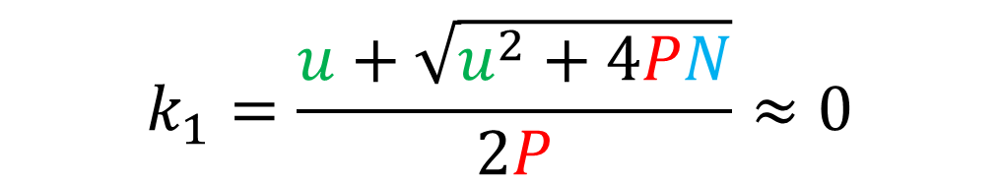 k₁ = (u + √(u² + 4PN)) / 2P ≈ 0